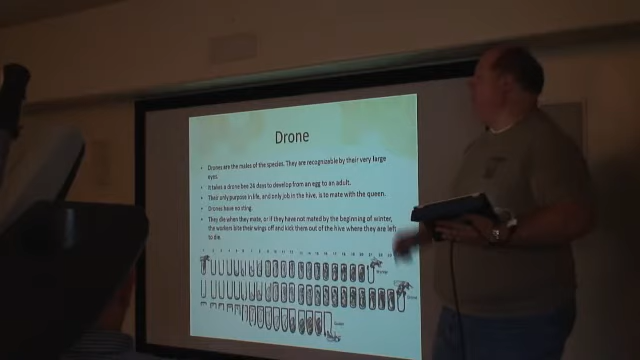 Drone
• Drones are the males of the species. They are recognizable by their very large
eyes.
• It takes a drone bee 24 days to develop from an egg to an adult.
• Their only purpose in life, and only job in the hive, is to mate with the queen.
• Drones have no sting.
• They die when they mate, or if they have not mated by the beginning of winter,
the workers bite their wings off and kick them out of the hive where they are left
to die.